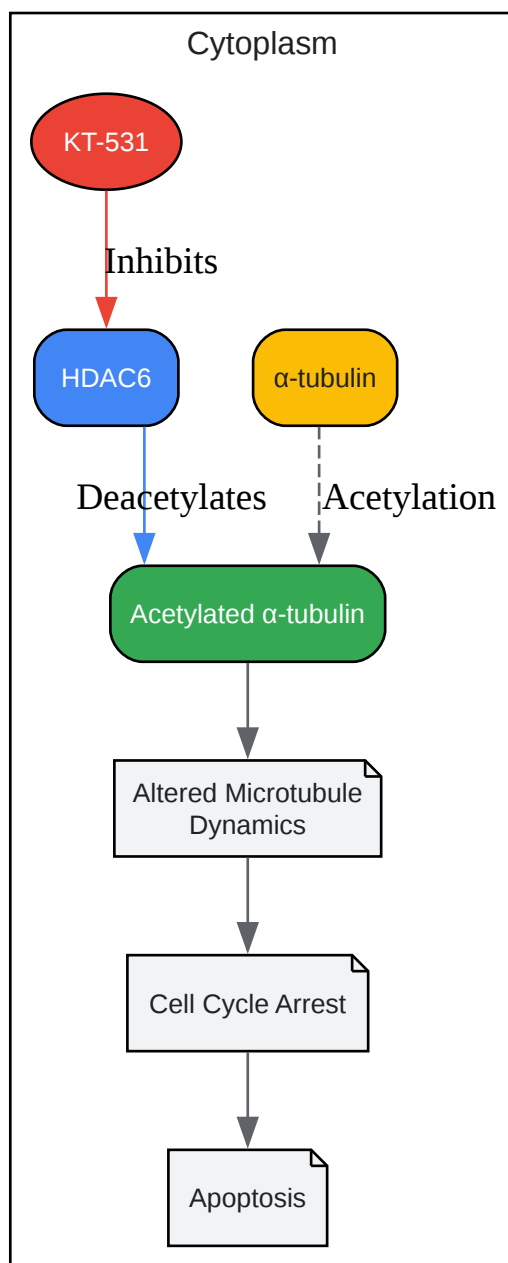 Cytoplasm
KT-531
Inhibits
HDAC6
α-tubulin
Deacetylates
Acetylation
Acetylated α-tubulin
Altered Microtubule
Dynamics
Cell Cycle Arrest
Apoptosis